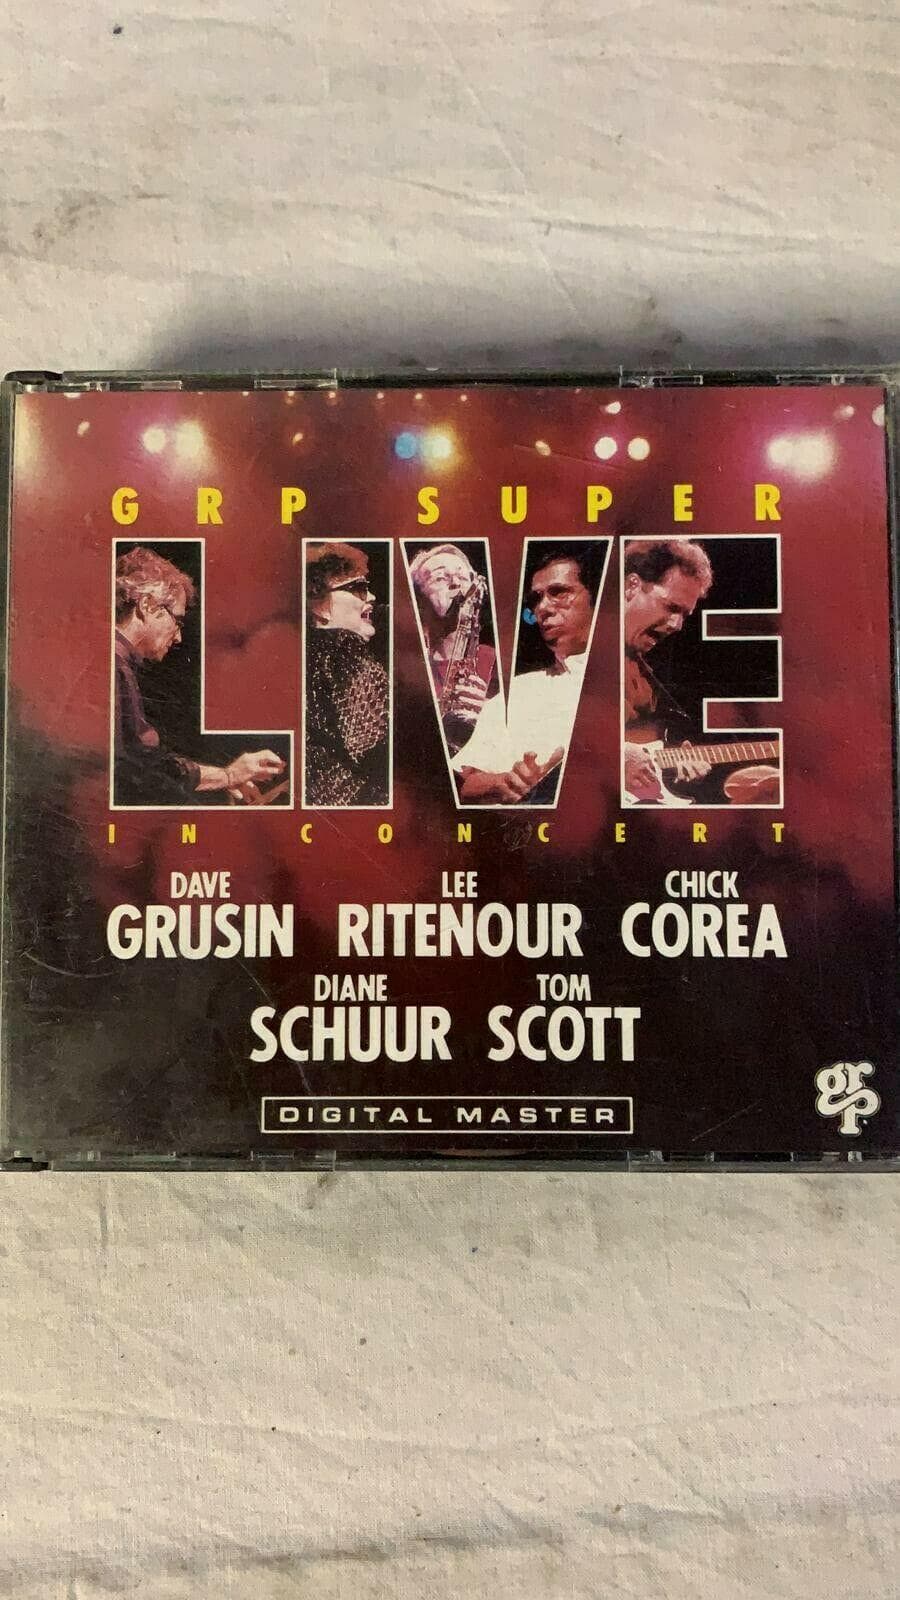 GRP SUPER
LIVE
IN CONCERT
DAVE LEE CHICK
GRUSIN RITENOUR COREA
DIANE TOM
SCHUUR SCOTT
DIGITAL MASTER
grp